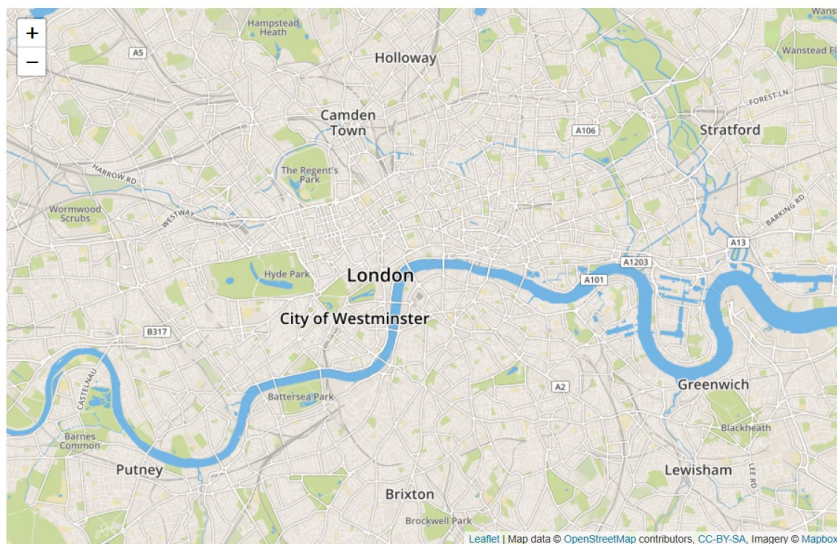 +
−
Hampstead
Heath
Wans
Wanstead Fl
A5
Holloway
FOREST LN
Camden
Town
A106
Stratford
HARROW RD
The Regent's
Park
WESTWAY
Wormwood
Scrubs
BARKING RD
A13
Hyde Park
London
A1203
A101
City of Westminster
B317
CASTELNAU
A2
Greenwich
Battersea Park
Blackheath
Barnes
Common
Putney
Lewisham
LEE RD
Brixton
Brockwell Park
Leaflet | Map data © OpenStreetMap contributors, CC-BY-SA, Imagery © Mapbox